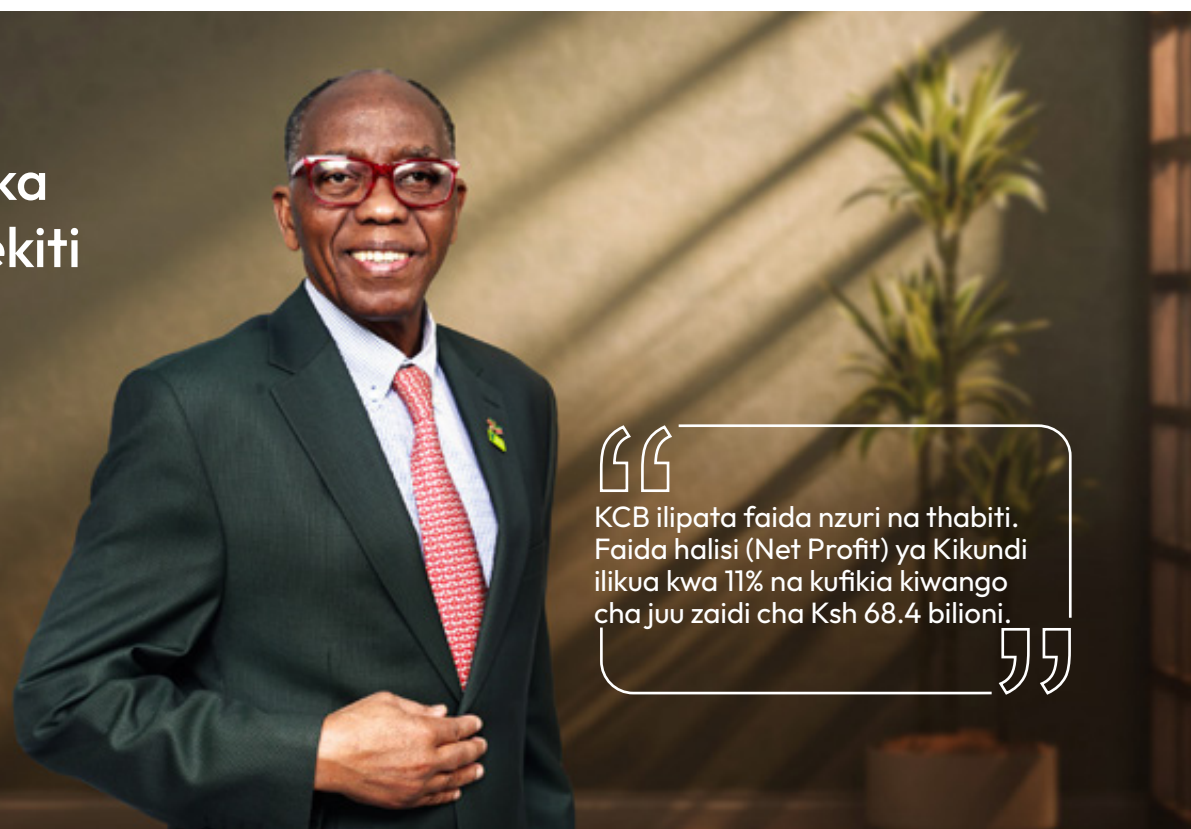 ka
ekiti
KCB ilipata faida nzuri na thabiti.
Faida halisi (Net Profit) ya Kikundi
ilikua kwa 11% na kufikia kiwango
cha juu zaidi cha Ksh 68.4 bilioni.